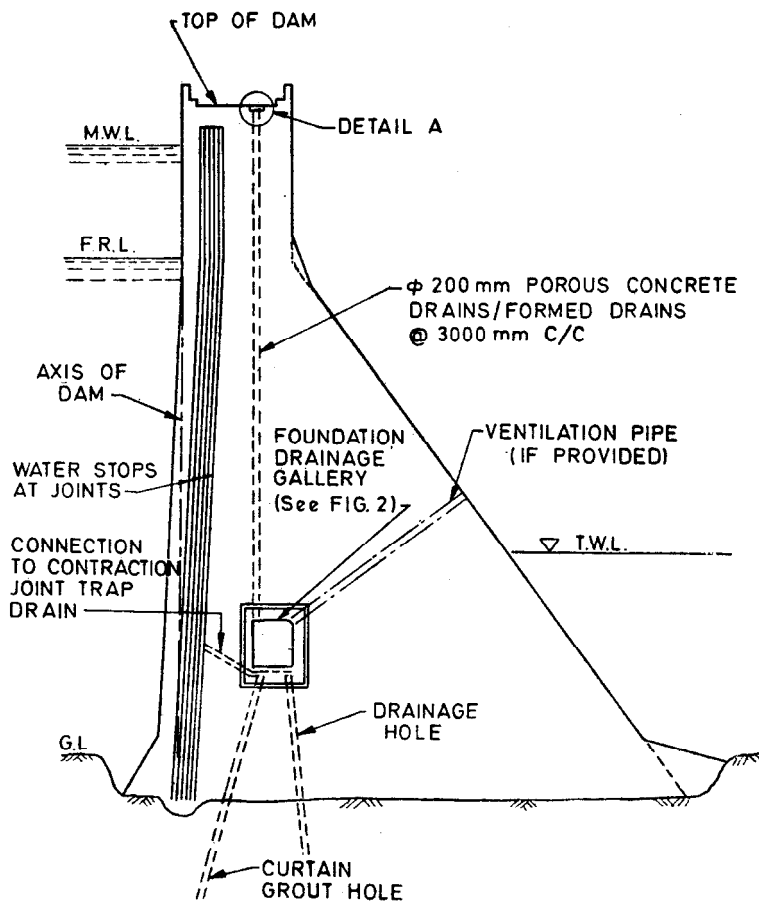 TOP OF DAM
DETAIL A
M.W.L.
F.R.L.
φ 200 mm POROUS CONCRETE
DRAINS/FORMED DRAINS
@ 3000 mm C/C
AXIS OF
DAM
FOUNDATION
DRAINAGE
GALLERY
(See FIG. 2)
VENTILATION PIPE
(IF PROVIDED)
WATER STOPS
AT JOINTS
T.W.L.
CONNECTION
TO CONTRACTION
JOINT TRAP
DRAIN
DRAINAGE
HOLE
G.L
CURTAIN
GROUT HOLE